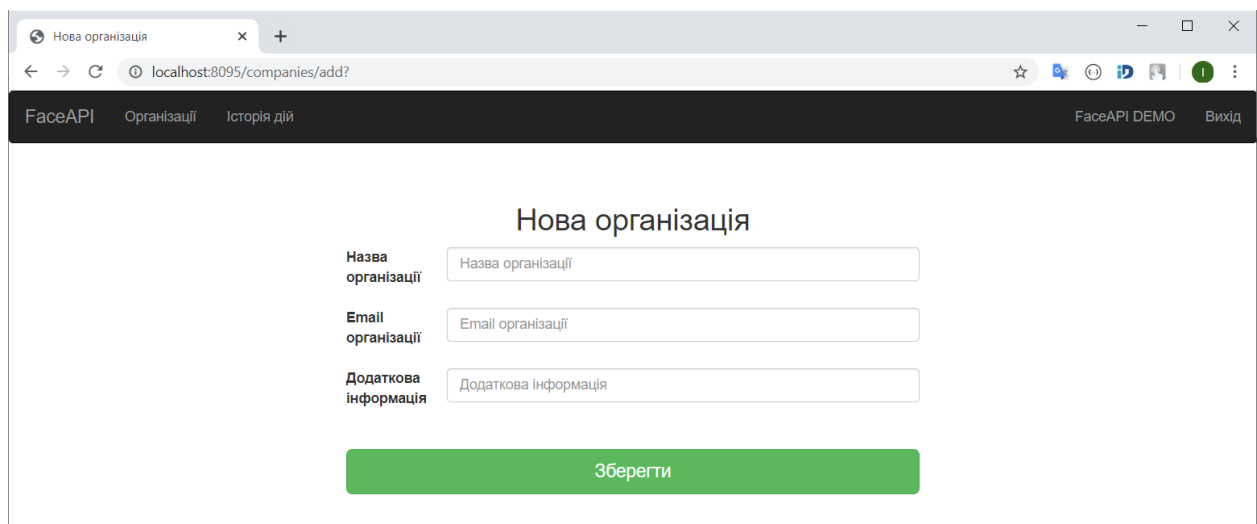 Нова організація
localhost:8095/companies/add?
FaceAPI Організації Історія дій FaceAPI DEMO Вихід
Нова організація
Назва
організації
Назва організації
Email
організації
Email організації
Додаткова
інформація
Додаткова інформація
Зберегти